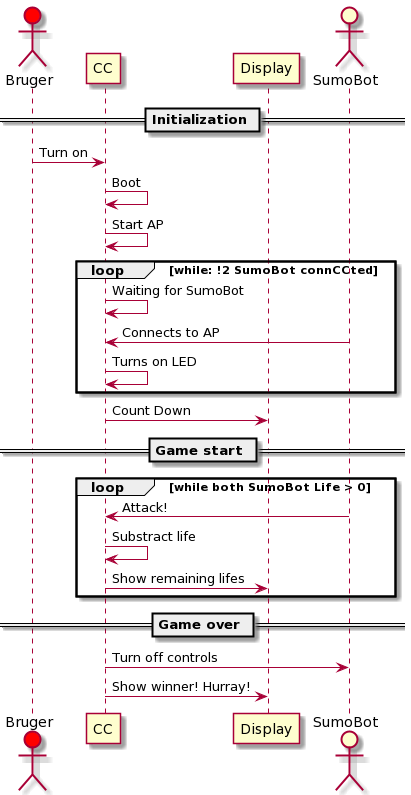 Bruger
CC
Display
SumoBot
Initialization
Turn on
Boot
Start AP
loop [while: !2 SumoBot connCCted]
Waiting for SumoBot
Connects to AP
Turns on LED
Count Down
Game start
loop [while both SumoBot Life > 0]
Attack!
Substract life
Show remaining lifes
Game over
Turn off controls
Show winner! Hurray!
Bruger
CC
Display
SumoBot